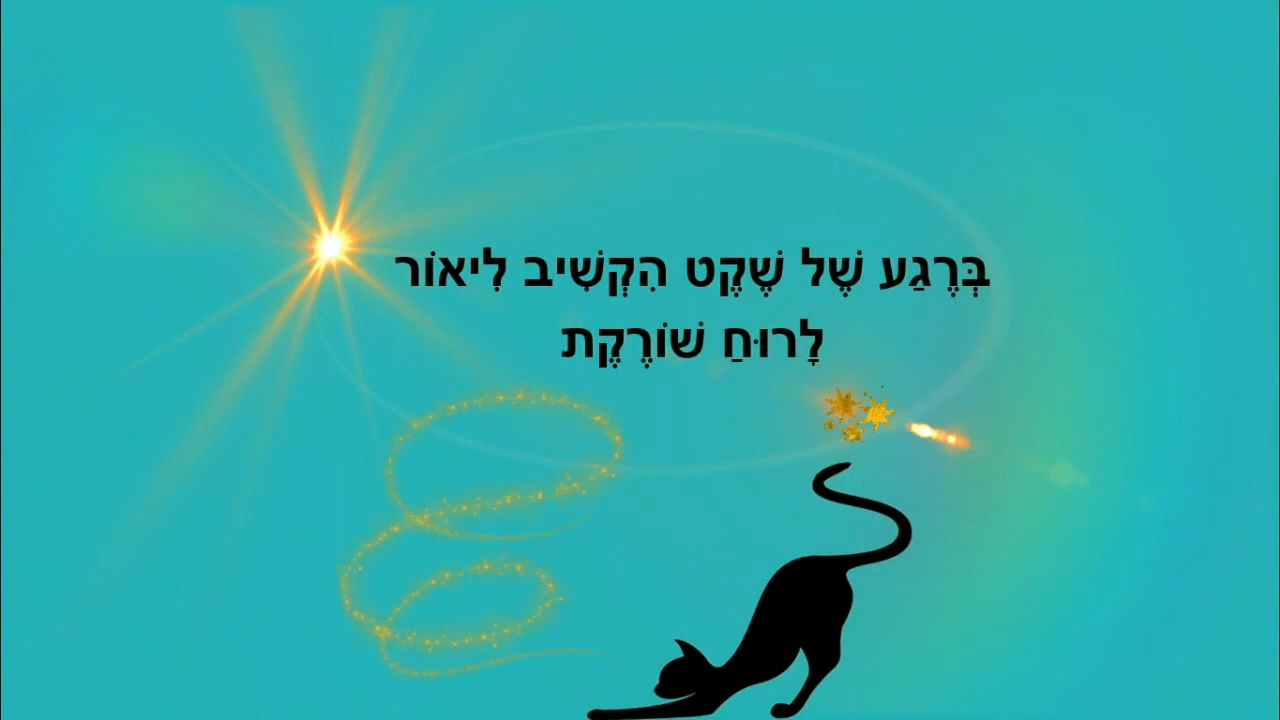 בְּרֶגַע שֶׁל שֶׁקֶט הִקְשִׁיב לִיאוֹר
לָרוּחַ שׁוֹרֶקֶת